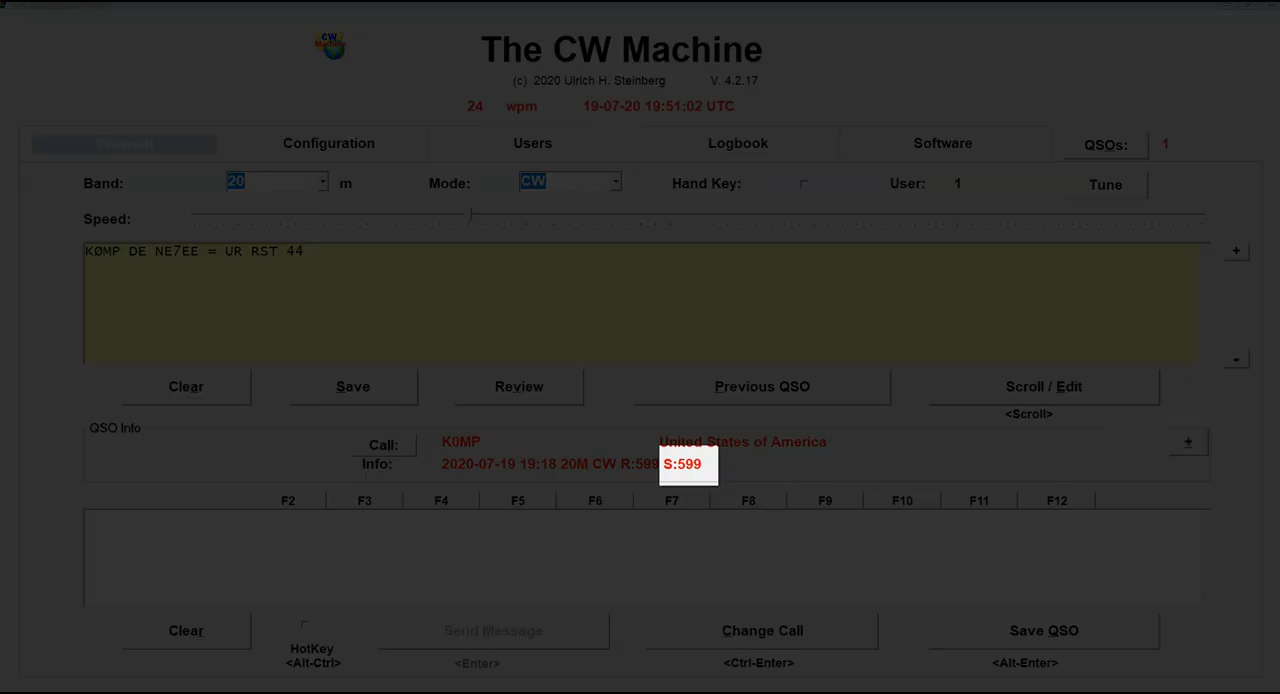 CW
Machine
The CW Machine
(c) 2020 Ulrich H. Steinberg V. 4.2.17
24 wpm 19-07-20 19:51:02 UTC
Configuration Users Logbook Software QSOs: 1
Band: 20 m Mode: CW Hand Key: User: 1 Tune
Speed:
KØMP DE NE7EE = UR RST 44
+
-
Clear Save Review Previous QSO Scroll / Edit
<Scroll>
QSO Info
Call: K0MP United States of America +
Info: 2020-07-19 19:18 20M CW R:599 S:599
F2 F3 F4 F5 F6 F7 F8 F9 F10 F11 F12
Clear Send Message Change Call Save QSO
HotKey
<Alt-Ctrl> <Enter> <Ctrl-Enter> <Alt-Enter>